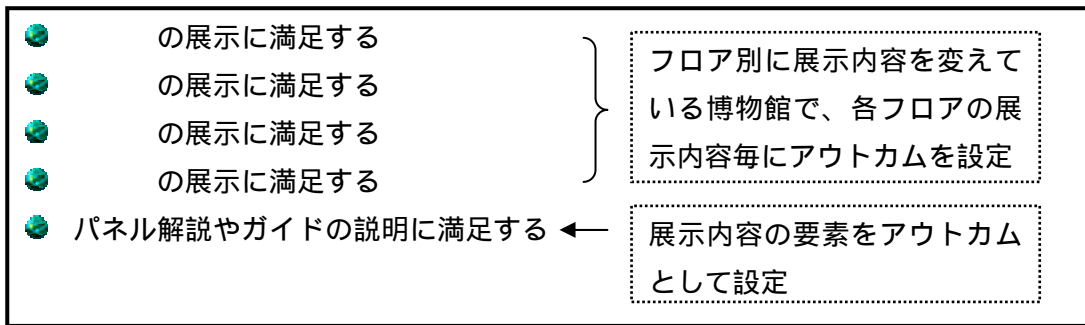 の展示に満足する
の展示に満足する
の展示に満足する
の展示に満足する
パネル解説やガイドの説明に満足する
フロア別に展示内容を変えて
いる博物館で、各フロアの展
示内容毎にアウトカムを設定
展示内容の要素をアウトカム
として設定